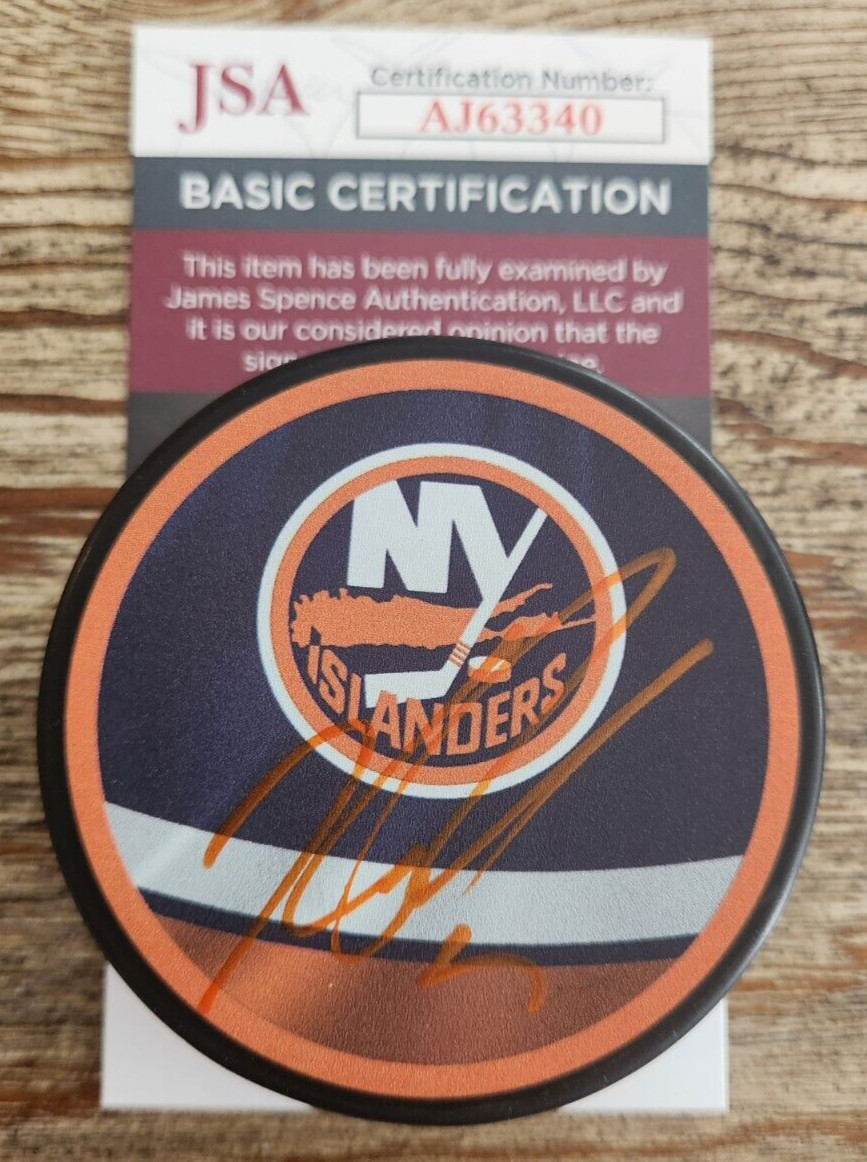 JSA
Certification Number:
AJ63340
BASIC CERTIFICATION
This item has been fully examined by
James Spence Authentication, LLC and
it is our considered opinion that the
NY
ISLANDERS